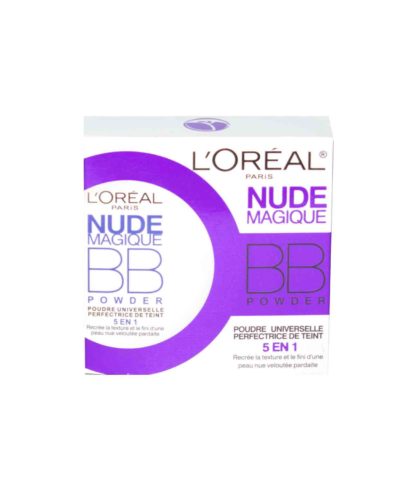 L'ORÉAL®
PARIS
NUDE
MAGIQUE
BB
POWDER
POUDRE UNIVERSELLE
PERFECTRICE DE TEINT
5 EN 1
Recrée la texture et le fini d'une
peau nue veloutée pardaite
L'ORÉAL
PARIS
NUDE
MAGIQUE
BB
POWDER
POUDRE UNIVERSELLE
PERFECTRICE DE TEINT
5 EN 1
Recrée la texture et le fini d'une
peau nue veloutée pardaite